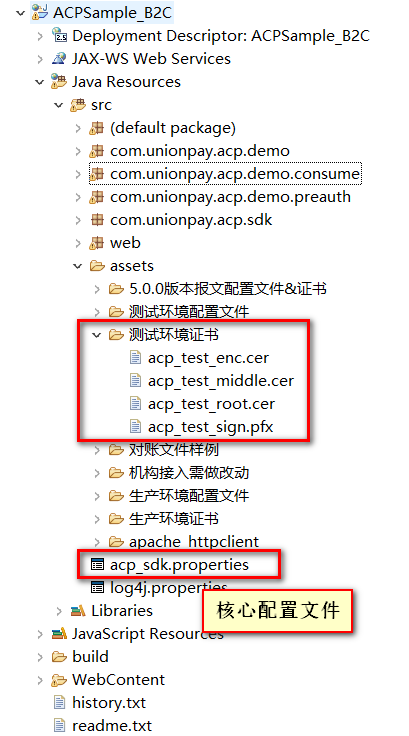 ACPSample_B2C
Deployment Descriptor: ACPSample_B2C
JAX-WS Web Services
Java Resources
src
(default package)
com.unionpay.acp.demo
com.unionpay.acp.demo.consume
com.unionpay.acp.demo.preauth
com.unionpay.acp.sdk
web
assets
5.0.0版本报文配置文件&证书
测试环境配置文件
测试环境证书
acp_test_enc.cer
acp_test_middle.cer
acp_test_root.cer
acp_test_sign.pfx
对账文件样例
机构接入需做改动
生产环境配置文件
生产环境证书
apache_httpclient
acp_sdk.properties
log4j.properties
核心配置文件
Libraries
JavaScript Resources
build
WebContent
history.txt
readme.txt